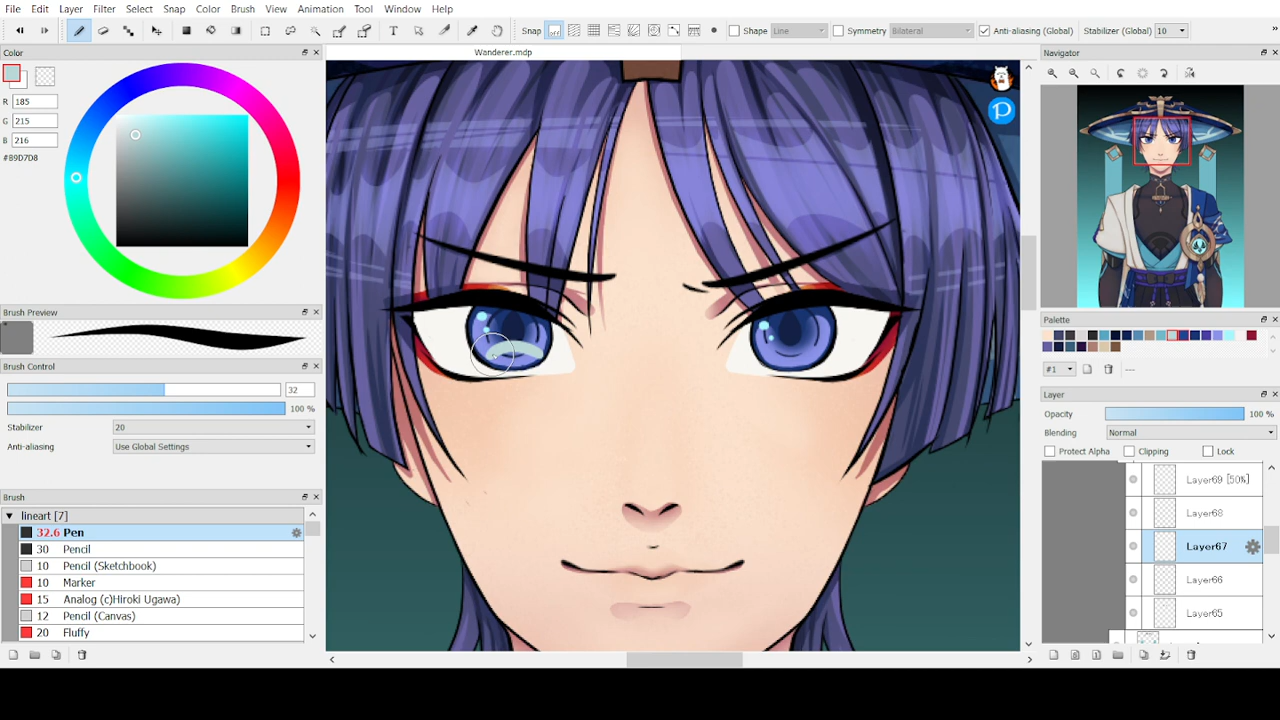 File Edit Layer Filter Select Snap Color Brush View Animation Tool Window Help
Snap Shape Line Symmetry Bilateral Anti-aliasing (Global) Stabilizer (Global) 10
Color
Wanderer.mdp
Navigator
R 185
G 215
B 216
#B9D7D8
Brush Preview
Brush Control
32
100 %
Stabilizer 20
Anti-aliasing Use Global Settings
Brush
lineart [7]
32.6 Pen
30 Pencil
10 Pencil (Sketchbook)
10 Marker
15 Analog (c)Hiroki Ugawa)
12 Pencil (Canvas)
20 Fluffy
P
Palette
#1 ---
Layer
Opacity 100 %
Blending Normal
Protect Alpha Clipping Lock
Layer69 [50%]
Layer68
Layer67
Layer66
Layer65